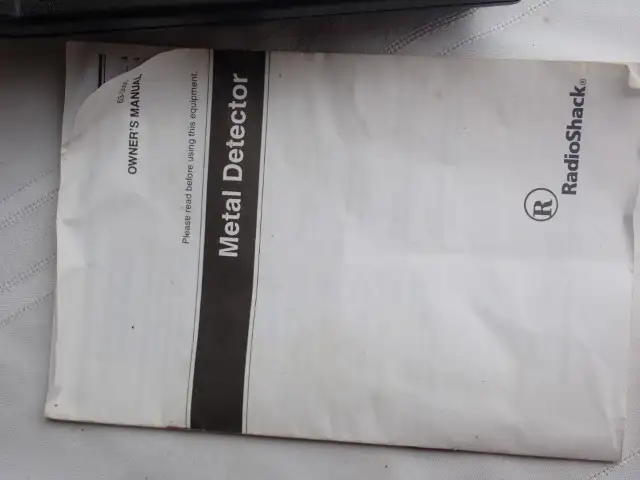 OWNER'S MANUAL
Please read before using this equipment.
Metal Detector
R
RadioShack®